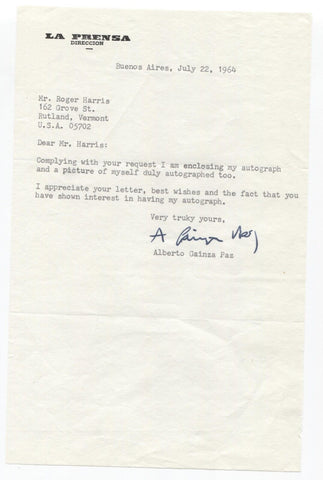 LA PRENSA
DIRECCION
Buenos Aires, July 22, 1964
Mr. Roger Harris
162 Grove St.
Rutland, Vermont
U.S.A. 05702
Dear Mr. Harris:
Complying with your request I am enclosing my autograph
and a picture of myself duly autographed too.
I appreciate your letter, best wishes and the fact that you
have shown interest in having my autograph.
Very truky yours,
A Gainza Paz
Alberto Gainza Paz